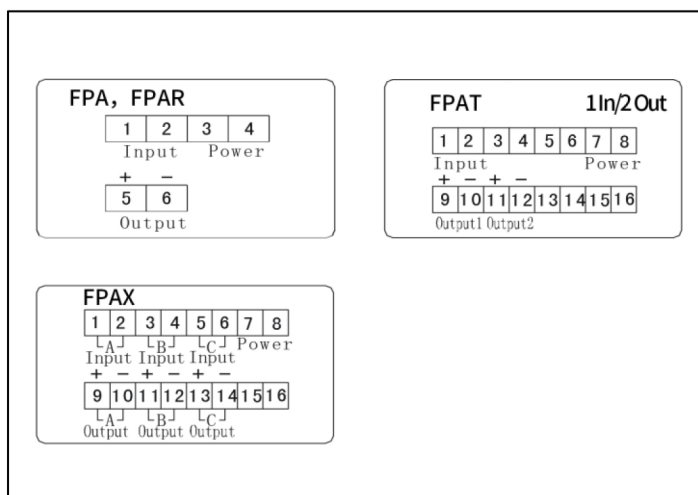 FPA, FPAR
1 2 3 4
Input Power
+ −
5 6
Output
FPAT 1In/2Out
1 2 3 4 5 6 7 8
Input Power
+ − + −
9 10 11 12 13 14 15 16
Output1 Output2
FPAX
1 2 3 4 5 6 7 8
A B C Power
Input Input Input
+ − + − + −
9 10 11 12 13 14 15 16
A B C
Output Output Output